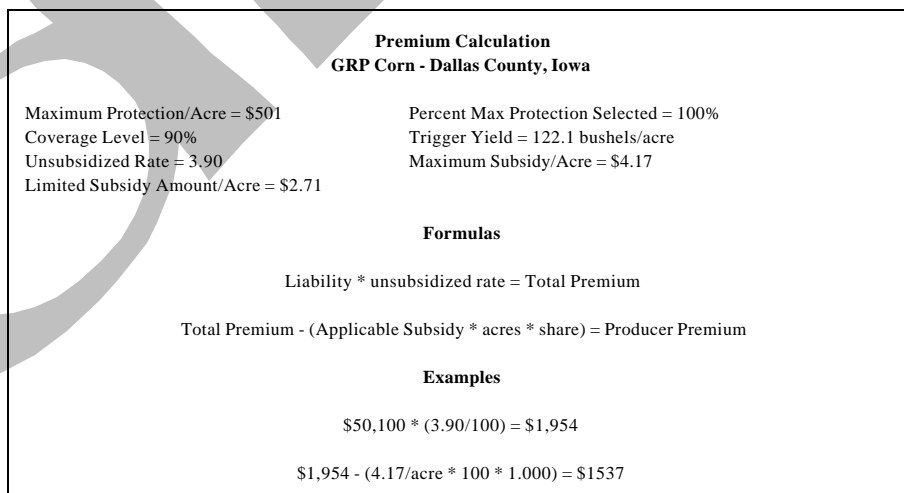 Premium Calculation
GRP Corn - Dallas County, Iowa
Maximum Protection/Acre = $501
Percent Max Protection Selected = 100%
Coverage Level = 90%
Trigger Yield = 122.1 bushels/acre
Unsubsidized Rate = 3.90
Maximum Subsidy/Acre = $4.17
Limited Subsidy Amount/Acre = $2.71
Formulas
Liability * unsubsidized rate = Total Premium
Total Premium - (Applicable Subsidy * acres * share) = Producer Premium
Examples
$50,100 * (3.90/100) = $1,954
$1,954 - (4.17/acre * 100 * 1.000) = $1537